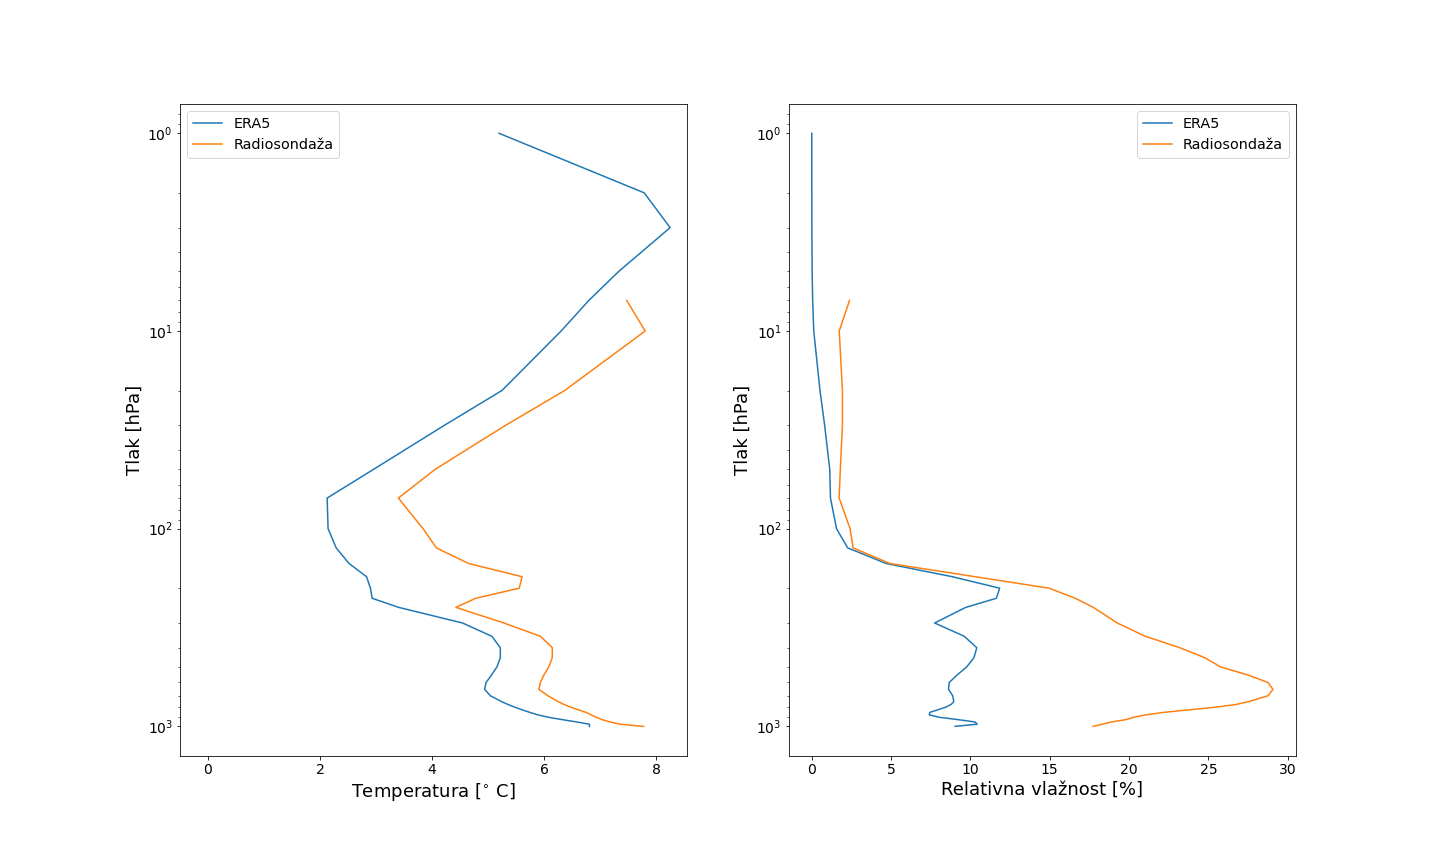 ERA5
Radiosondaža
10⁰
10¹
10²
10³
Tlak [hPa]
0 2 4 6 8
Temperatura [° C]
ERA5
Radiosondaža
10⁰
10¹
10²
10³
Tlak [hPa]
0 5 10 15 20 25 30
Relativna vlažnost [%]